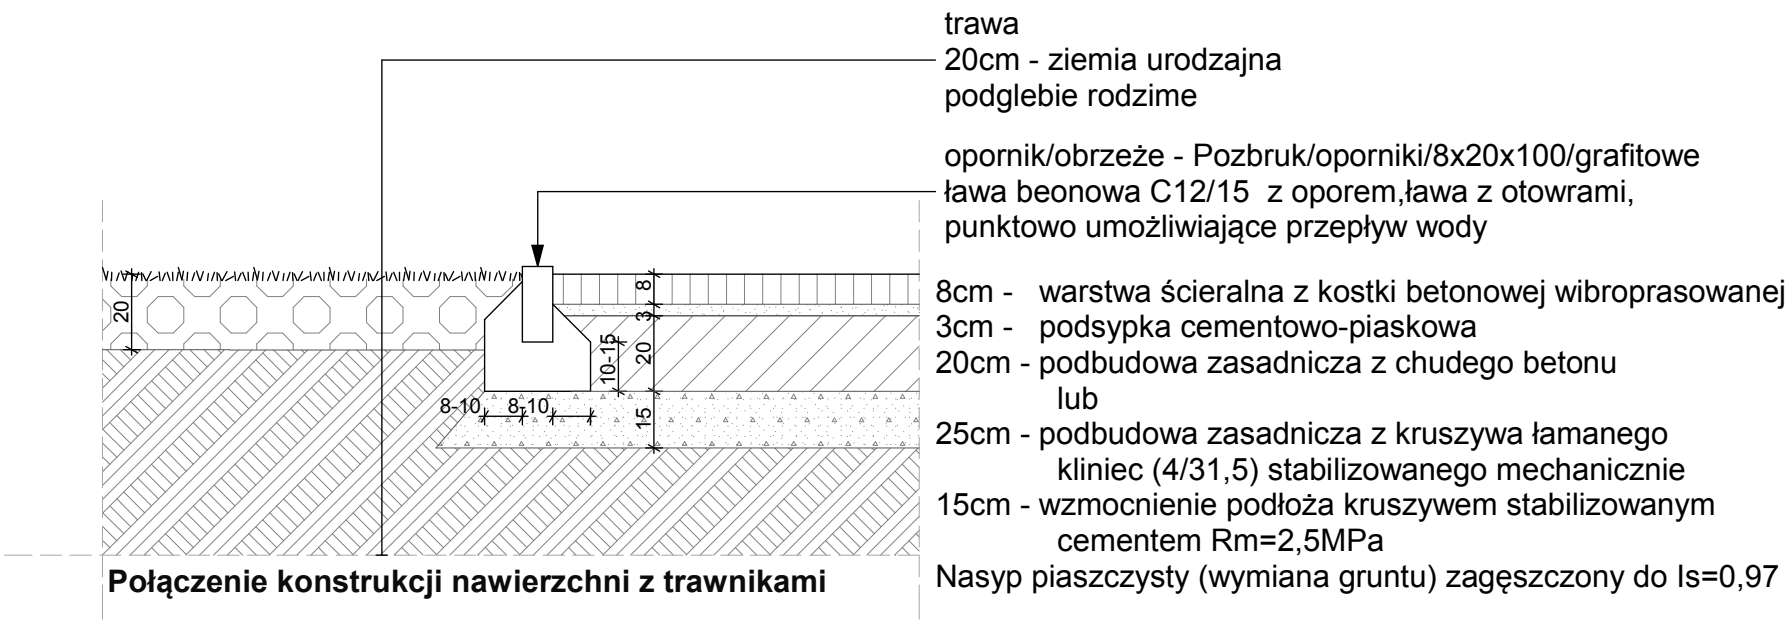 trawa
20cm - ziemia urodzajna
podglebie rodzime
opornik/obrzeże - Pozbruk/oporniki/8x20x100/grafitowe
ława beonowa C12/15 z oporem,ława z otowrami,
punktowo umożliwiające przepływ wody
8cm - warstwa ścieralna z kostki betonowej wibroprasowanej
3cm - podsypka cementowo-piaskowa
20cm - podbudowa zasadnicza z chudego betonu
lub
25cm - podbudowa zasadnicza z kruszywa łamanego
kliniec (4/31,5) stabilizowanego mechanicznie
15cm - wzmocnienie podłoża kruszywem stabilizowanym
cementem Rm=2,5MPa
Nasyp piaszczysty (wymiana gruntu) zagęszczony do Is=0,97
20
8
3
20
10-15
15
8-10
8-10
Połączenie konstrukcji nawierzchni z trawnikami